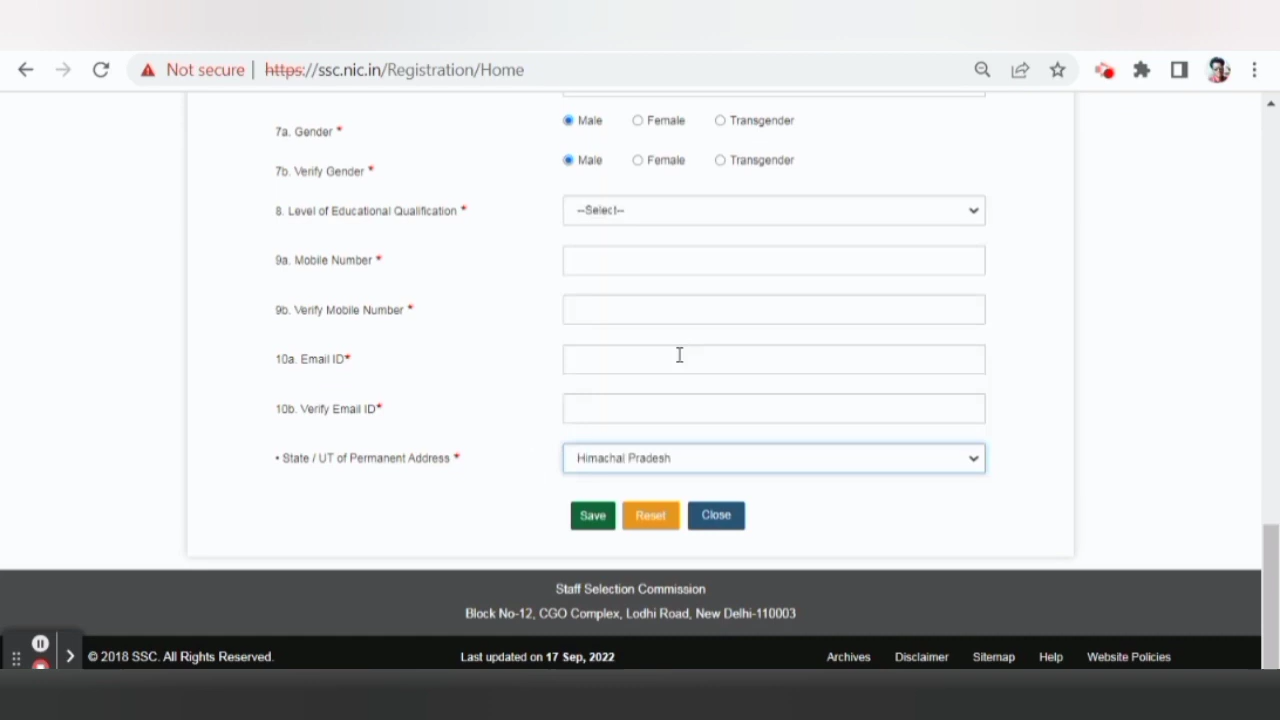 Not secure | https://ssc.nic.in/Registration/Home
7a. Gender * Male Female Transgender
7b. Verify Gender * Male Female Transgender
8. Level of Educational Qualification * --Select--
9a. Mobile Number *
9b. Verify Mobile Number *
10a. Email ID*
10b. Verify Email ID*
• State / UT of Permanent Address * Himachal Pradesh
Save Reset Close
Staff Selection Commission
Block No-12, CGO Complex, Lodhi Road, New Delhi-110003
© 2018 SSC. All Rights Reserved. Last updated on 17 Sep, 2022 Archives Disclaimer Sitemap Help Website Policies